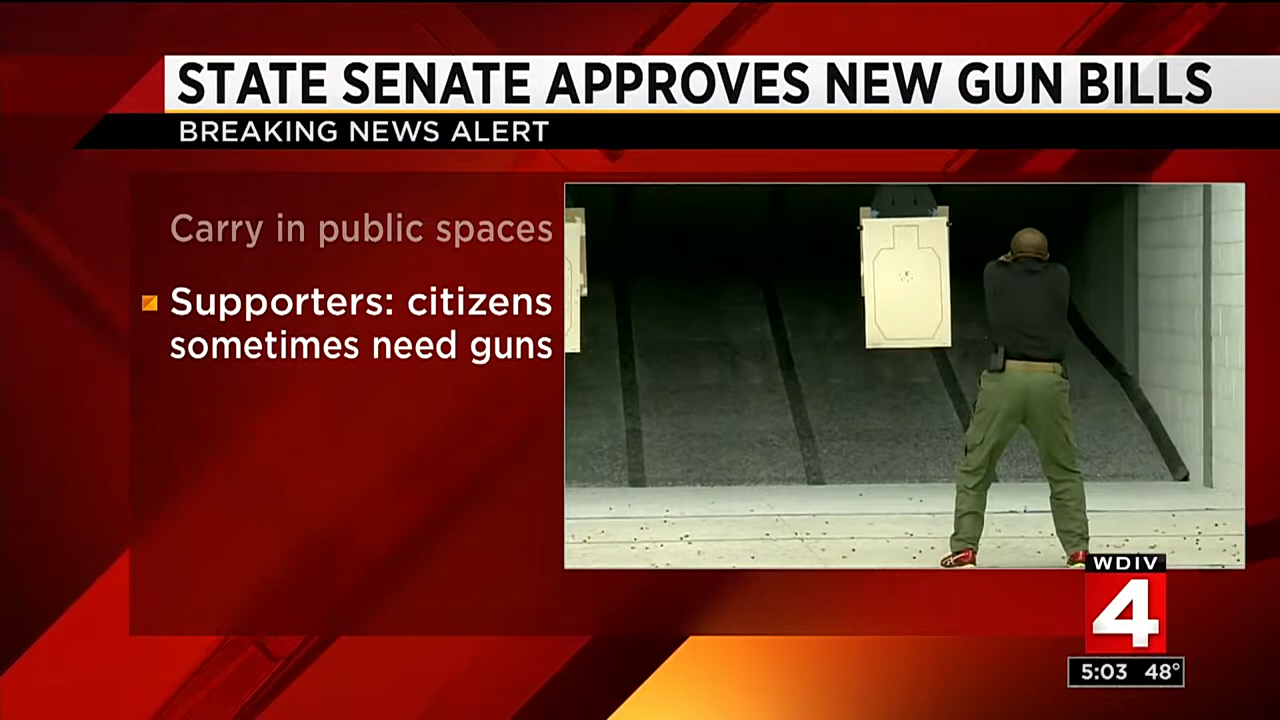 STATE SENATE APPROVES NEW GUN BILLS
BREAKING NEWS ALERT
Carry in public spaces
Supporters: citizens
sometimes need guns
WDIV
4
5:03 48°